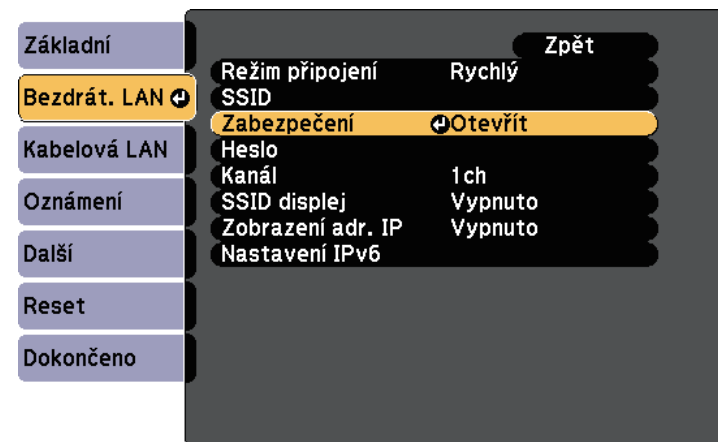 Základní
Bezdrát. LAN
Kabelová LAN
Oznámení
Další
Reset
Dokončeno
Zpět
Režim připojení Rychlý
SSID
Zabezpečení Otevřít
Heslo
Kanál 1ch
SSID displej Vypnuto
Zobrazení adr. IP Vypnuto
Nastavení IPv6